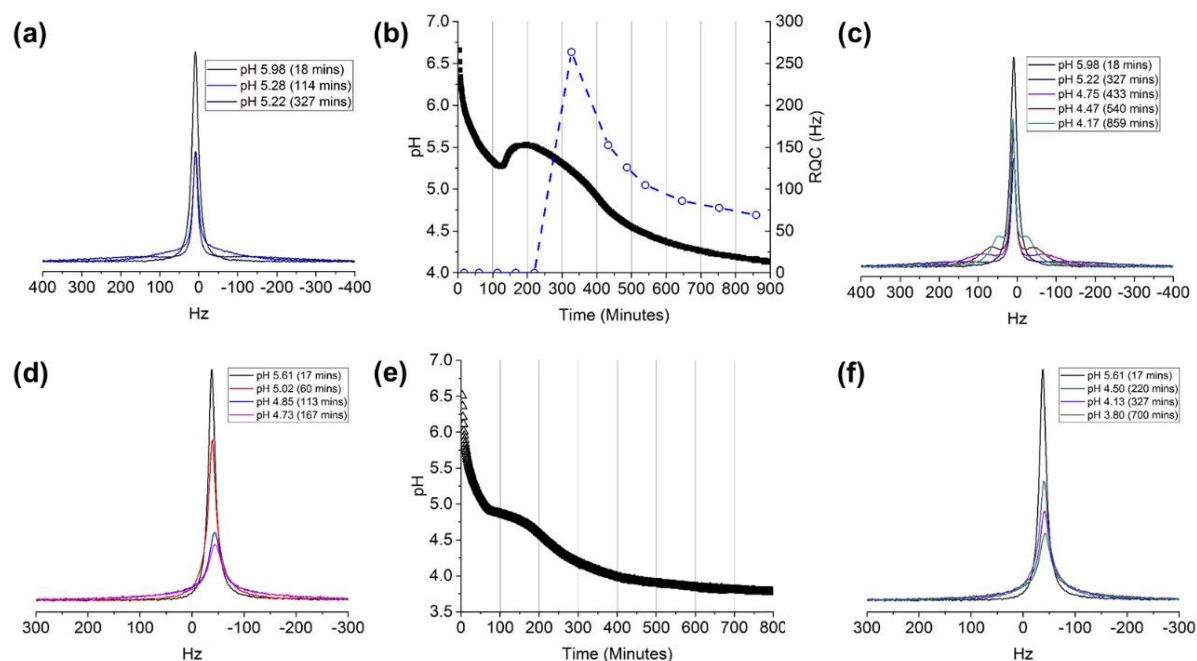 (a)
pH 5.98 (18 mins)
pH 5.28 (114 mins)
pH 5.22 (327 mins)
400 300 200 100 0 -100 -200 -300 -400
Hz
(b)
7.0
6.5
6.0
5.5
5.0
4.5
4.0
pH
300
250
200
150
100
50
0
RQC (Hz)
0 100 200 300 400 500 600 700 800 900
Time (Minutes)
(c)
pH 5.98 (18 mins)
pH 5.22 (327 mins)
pH 4.75 (433 mins)
pH 4.47 (540 mins)
pH 4.17 (859 mins)
400 300 200 100 0 -100 -200 -300 -400
Hz
(d)
pH 5.61 (17 mins)
pH 5.02 (60 mins)
pH 4.85 (113 mins)
pH 4.73 (167 mins)
300 200 100 0 -100 -200 -300
Hz
(e)
7.0
6.5
6.0
5.5
5.0
4.5
4.0
3.5
pH
0 100 200 300 400 500 600 700 800
Time (Minutes)
(f)
pH 5.61 (17 mins)
pH 4.50 (220 mins)
pH 4.13 (327 mins)
pH 3.80 (700 mins)
300 200 100 0 -100 -200 -300
Hz